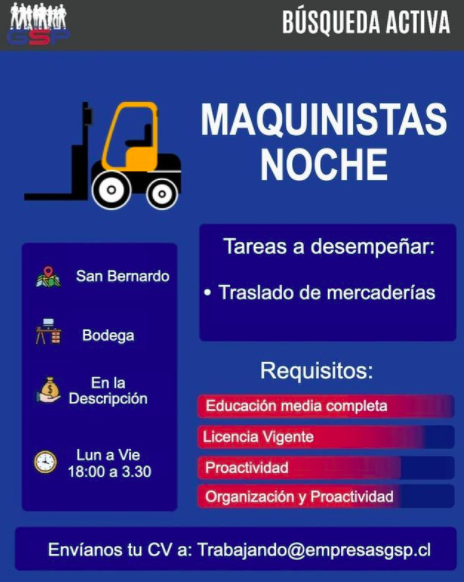 GSP
BÚSQUEDA ACTIVA
MAQUINISTAS
NOCHE
San Bernardo
Bodega
En la
Descripción
Lun a Vie
18:00 a 3.30
Tareas a desempeñar:
• Traslado de mercaderías
Requisitos:
Educación media completa
Licencia Vigente
Proactividad
Organización y Proactividad
Envíanos tu CV a: Trabajando@empresasgsp.cl